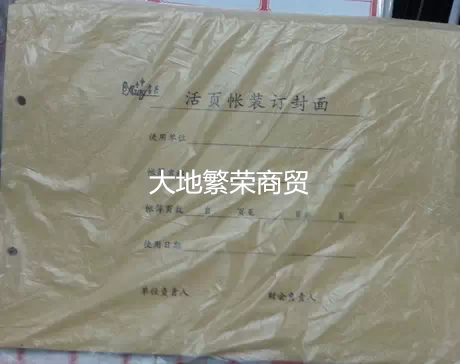 活页帐装订封面
使用单位
大地繁荣商贸
帐簿页数
使用日期
单位负责人
财会负责人